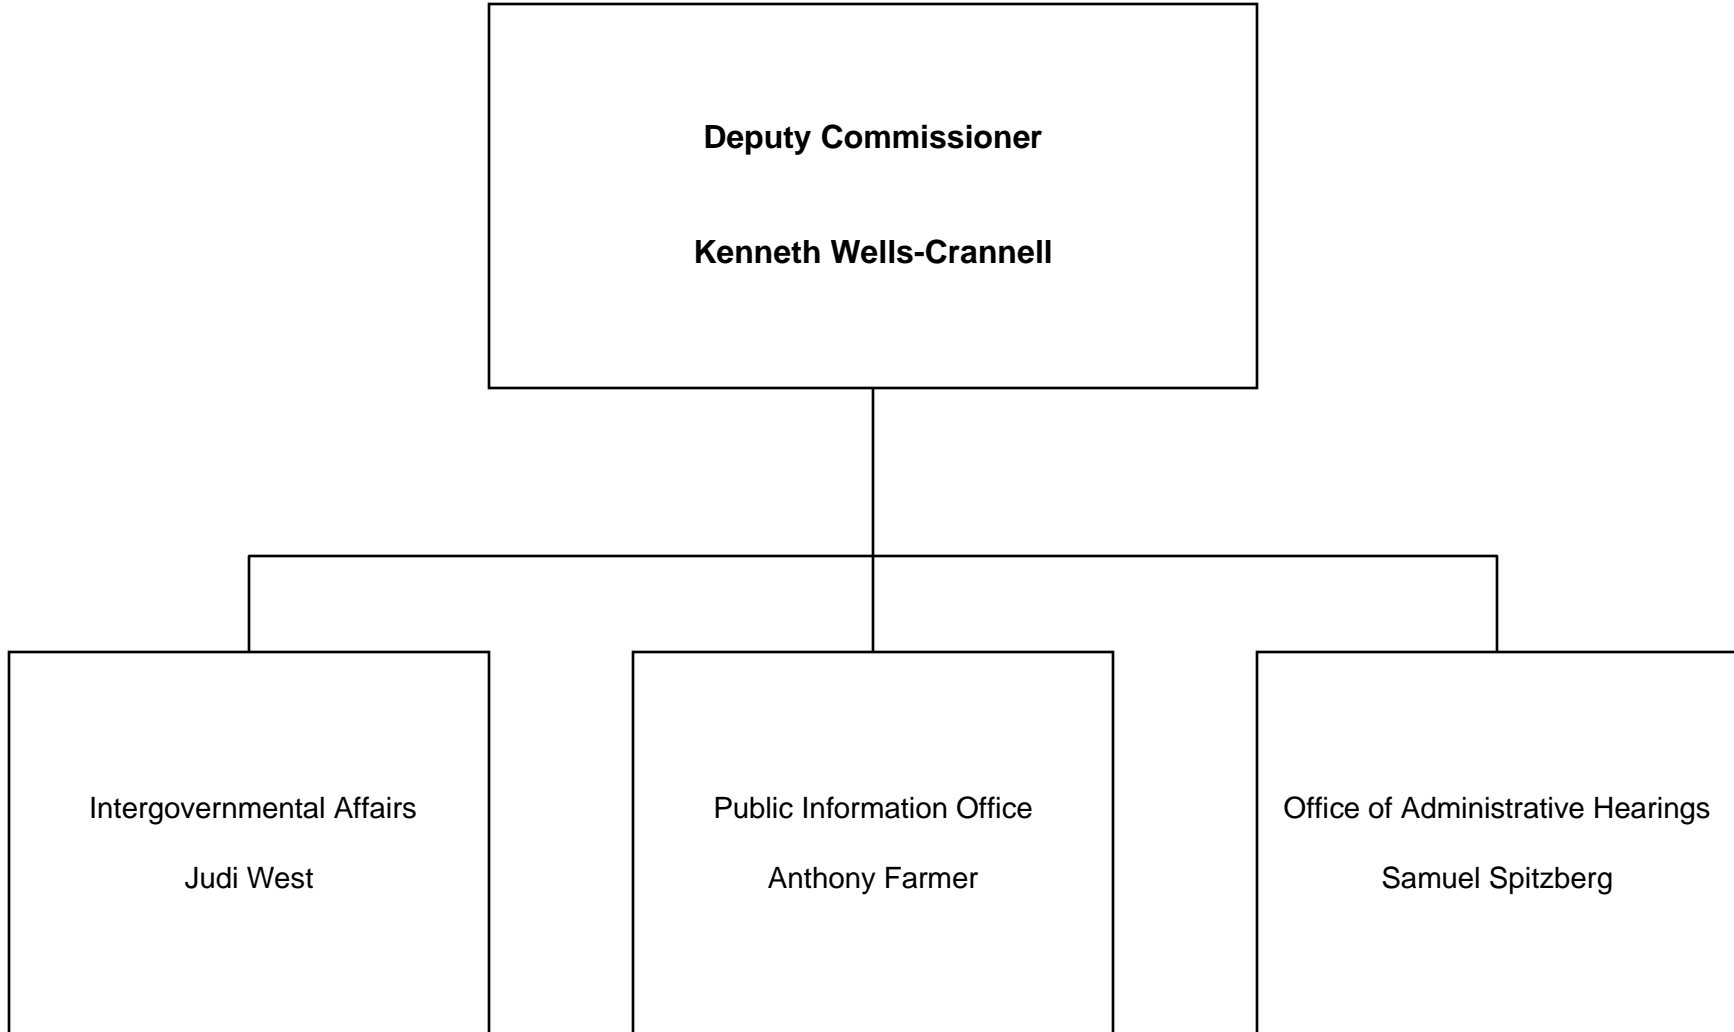 Deputy Commissioner
Kenneth Wells-Crannell
Intergovernmental Affairs
Judi West
Public Information Office
Anthony Farmer
Office of Administrative Hearings
Samuel Spitzberg